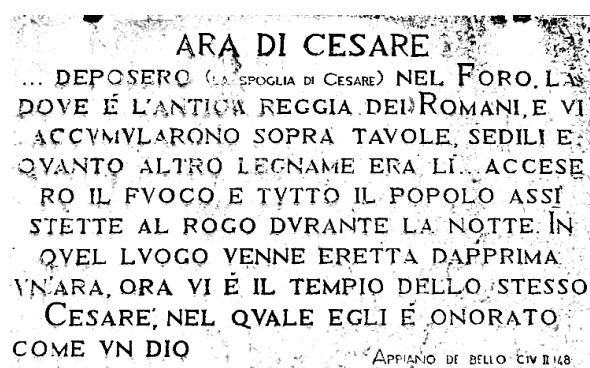 ARA DI CESARE
... DEPOSERO (LA SPOGLIA DI CESARE) NEL FORO, LÀ
DOVE É L'ANTICA REGGIA DEI ROMANI, E VI
ACCVMVLARONO SOPRA TAVOLE, SEDILI E
QVANTO ALTRO LEGNAME ERA LÍ... ACCESE
RO IL FVOCO E TVTTO IL POPOLO ASSI
STETTE AL ROGO DVRANTE LA NOTTE. IN
QVEL LVOGO VENNE ERETTA DAPPRIMA
VN'ARA, ORA VI É IL TEMPIO DELLO STESSO
CESARE, NEL QVALE EGLI É ONORATO
COME VN DIO
APPIANO DE BELLO CIV II 148